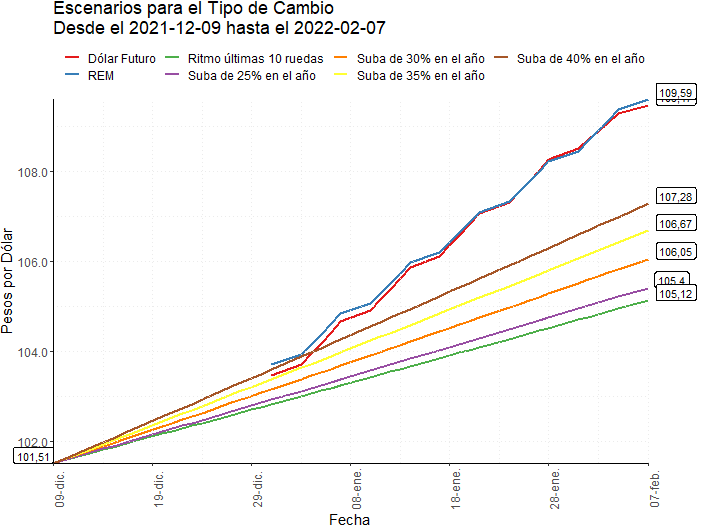 Escenarios para el Tipo de Cambio
Desde el 2021-12-09 hasta el 2022-02-07
Dólar Futuro
Ritmo últimas 10 ruedas
Suba de 30% en el año
Suba de 40% en el año
REM
Suba de 25% en el año
Suba de 35% en el año
109,59
107,28
106,67
106,05
105,4
105,12
101,51
108.0
106.0
104.0
102.0
Pesos por Dólar
09-dic.
19-dic.
29-dic.
08-ene.
18-ene.
28-ene.
07-feb.
Fecha